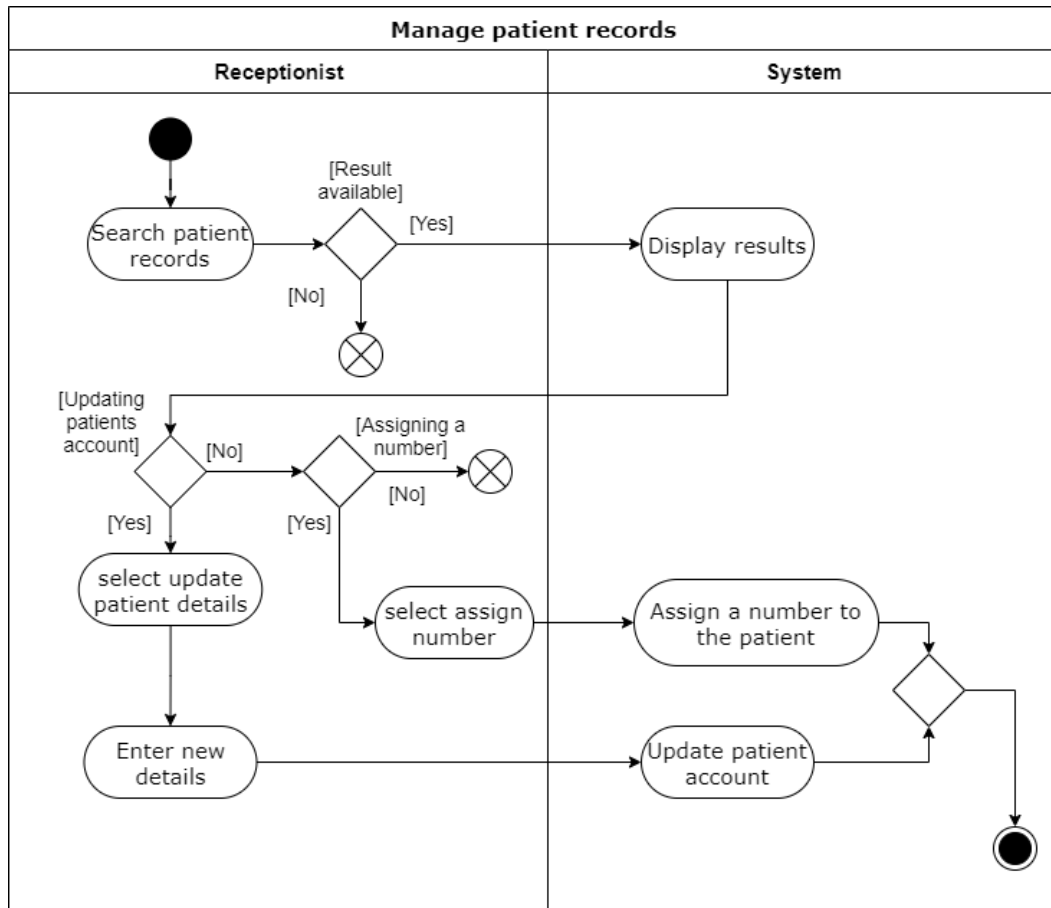 Manage patient records
Receptionist
System
[Result
available]
Search patient
records
[Yes]
Display results
[No]
[Updating
patients
account]
[Assigning a
number]
[No]
[No]
[Yes]
[Yes]
select update
patient details
select assign
number
Assign a number to
the patient
Enter new
details
Update patient
account